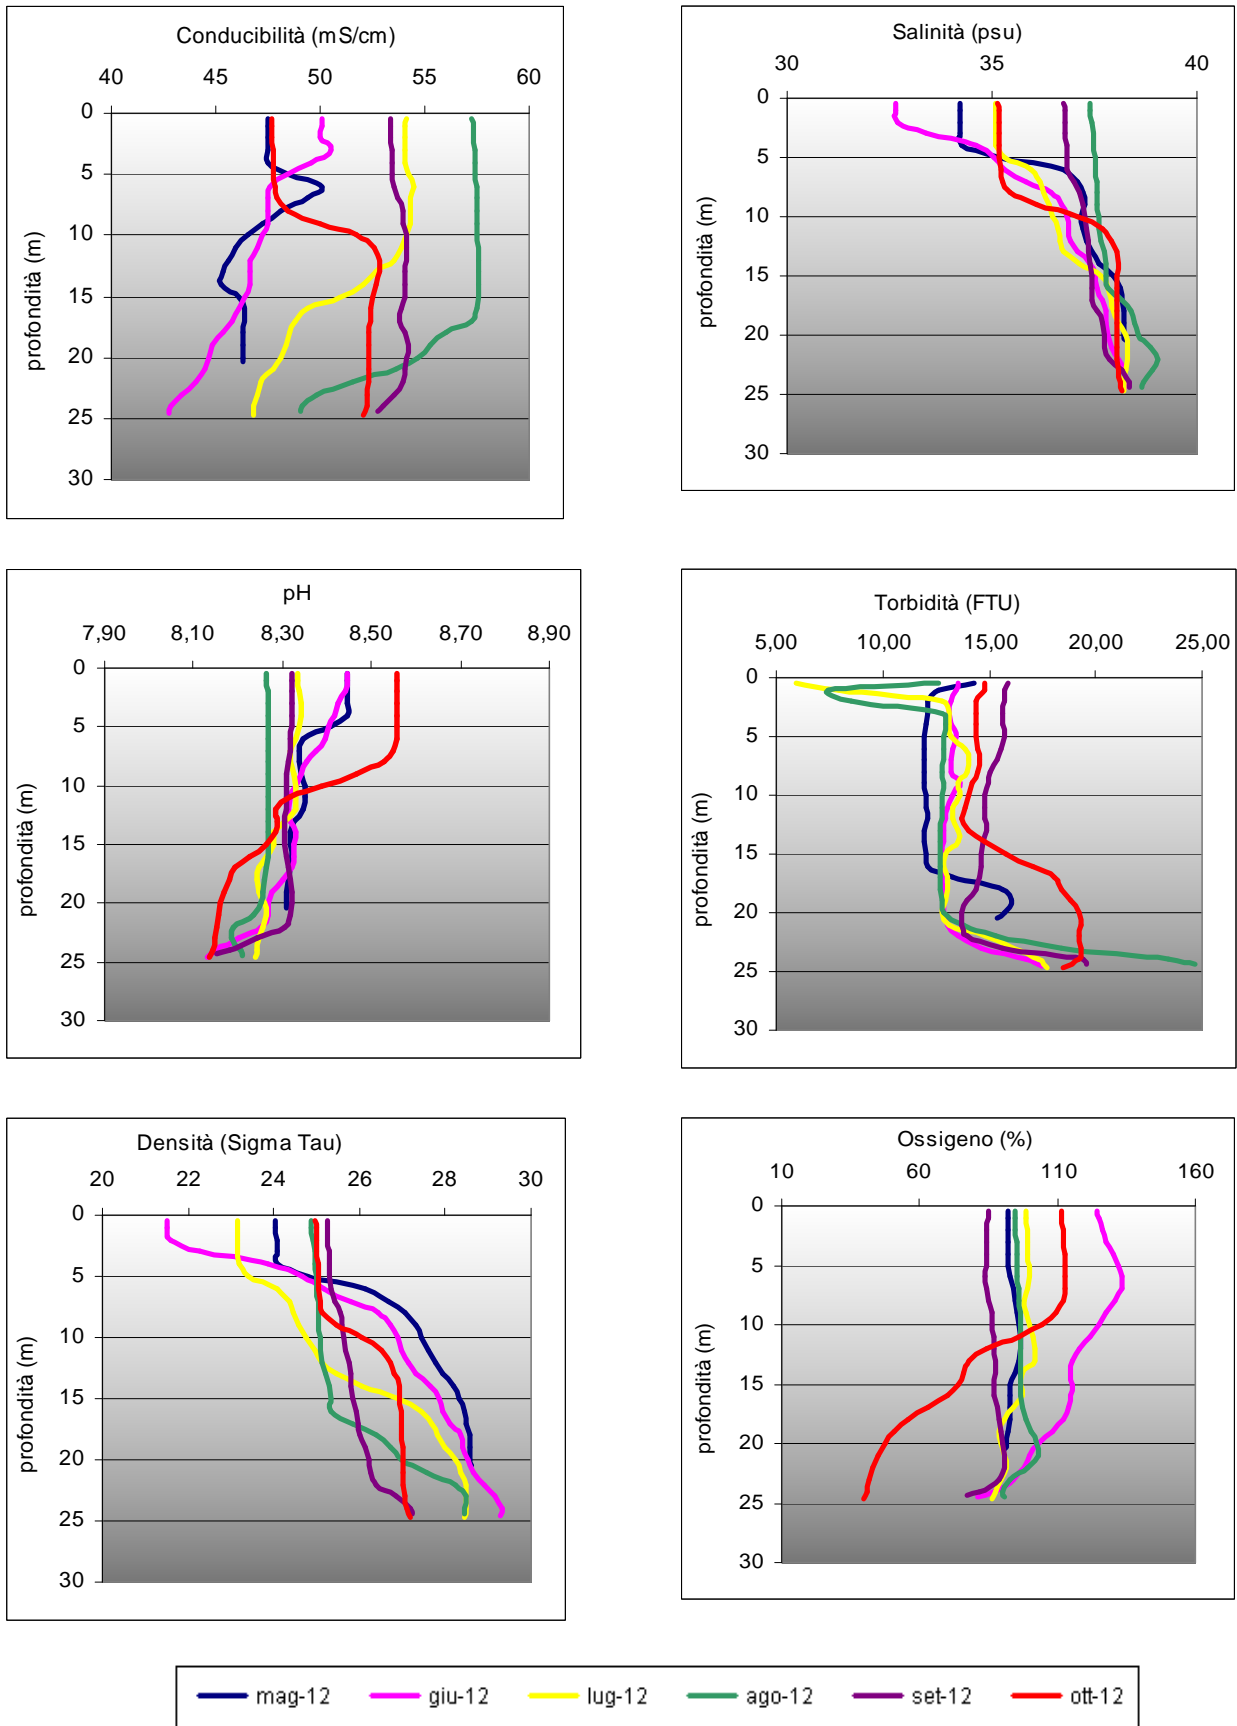 Conducibilità (mS/cm)
40 45 50 55 60
0
5
10
15
20
25
30
profondità (m)
Salinità (psu)
30 35 40
0
5
10
15
20
25
30
profondità (m)
pH
7,90 8,10 8,30 8,50 8,70 8,90
0
5
10
15
20
25
30
profondità (m)
Torbidità (FTU)
5,00 10,00 15,00 20,00 25,00
0
5
10
15
20
25
30
profondità (m)
Densità (Sigma Tau)
20 22 24 26 28 30
0
5
10
15
20
25
30
profondità (m)
Ossigeno (%)
10 60 110 160
0
5
10
15
20
25
30
profondità (m)
mag-12 giu-12 lug-12 ago-12 set-12 ott-12